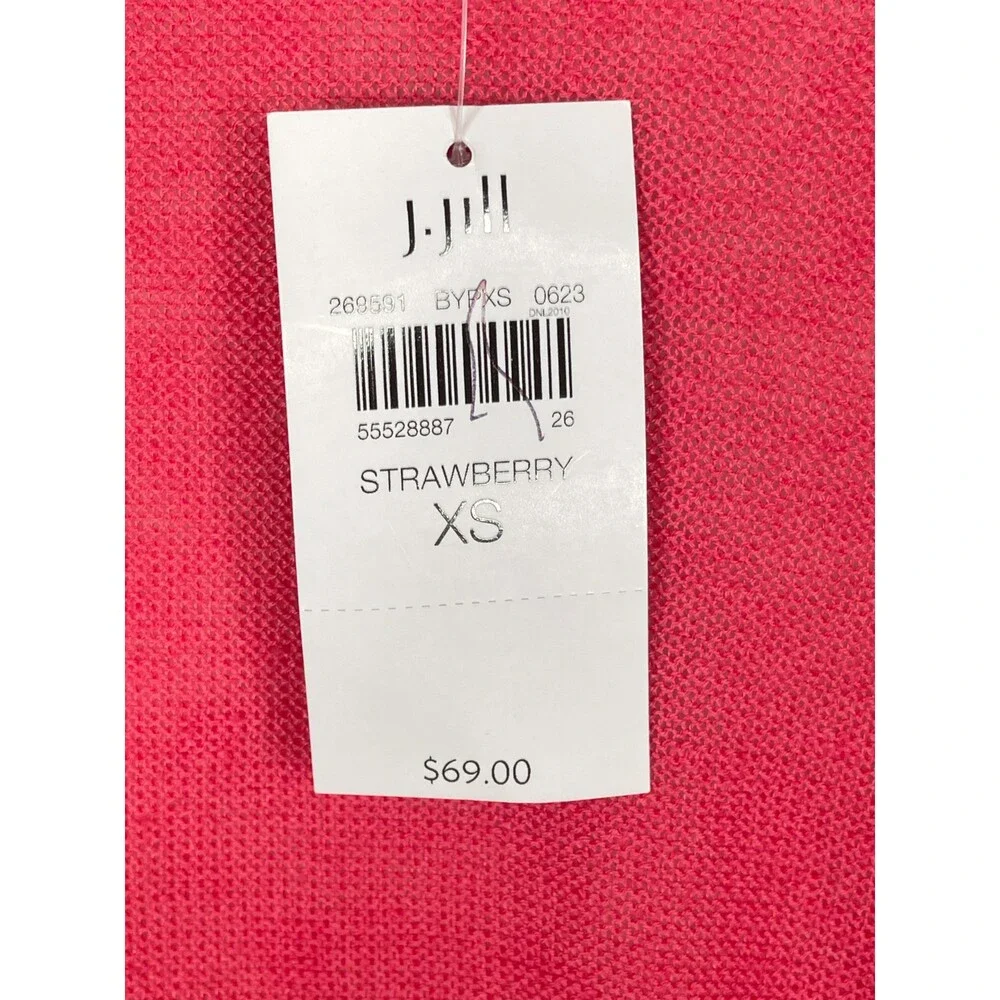 J.Jill
268591 BYPXS 0623
DNL2010
55528887 26
STRAWBERRY
XS
$69.00